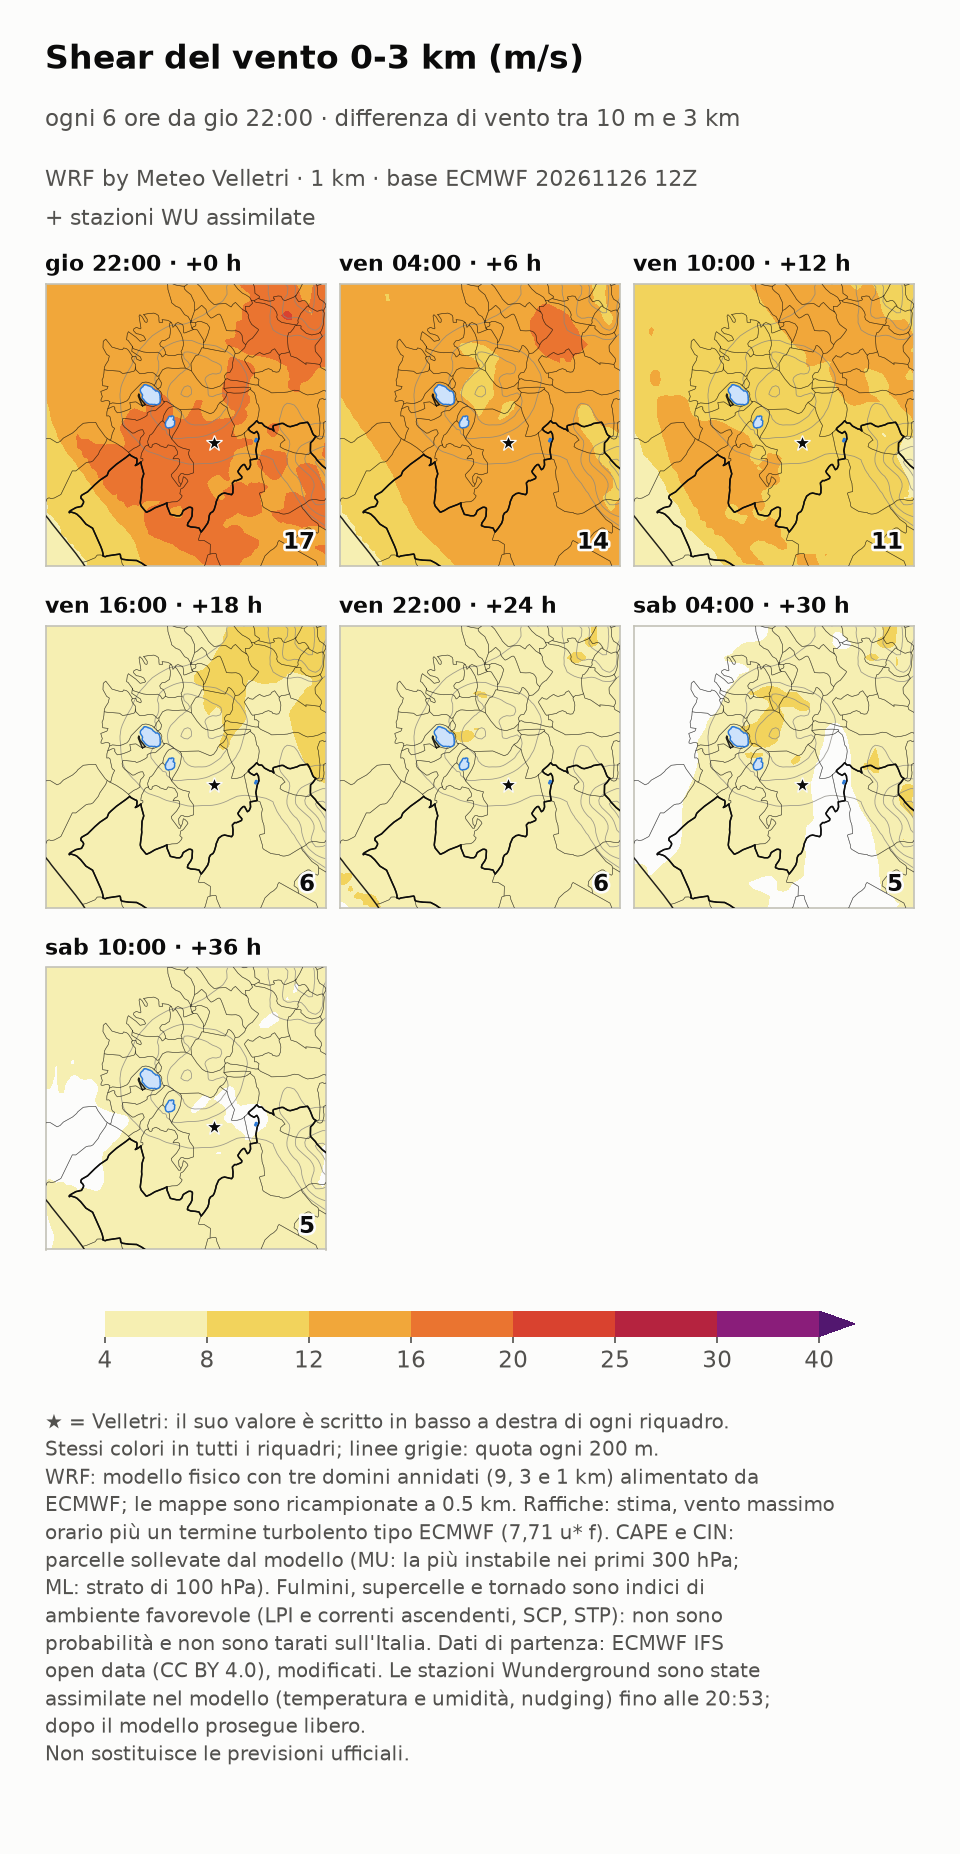 Shear del vento 0-3 km (m/s)
ogni 6 ore da gio 22:00 · differenza di vento tra 10 m e 3 km
WRF by Meteo Velletri · 1 km · base ECMWF 20261126 12Z
+ stazioni WU assimilate
gio 22:00 · +0 h
ven 04:00 · +6 h
ven 10:00 · +12 h
17
14
11
ven 16:00 · +18 h
ven 22:00 · +24 h
sab 04:00 · +30 h
6
6
5
sab 10:00 · +36 h
5
4 8 12 16 20 25 30 40
★ = Velletri: il suo valore è scritto in basso a destra di ogni riquadro.
Stessi colori in tutti i riquadri; linee grigie: quota ogni 200 m.
WRF: modello fisico con tre domini annidati (9, 3 e 1 km) alimentato da
ECMWF; le mappe sono ricampionate a 0.5 km. Raffiche: stima, vento massimo
orario più un termine turbolento tipo ECMWF (7,71 u* f). CAPE e CIN:
parcelle sollevate dal modello (MU: la più instabile nei primi 300 hPa;
ML: strato di 100 hPa). Fulmini, supercelle e tornado sono indici di
ambiente favorevole (LPI e correnti ascendenti, SCP, STP): non sono
probabilità e non sono tarati sull'Italia. Dati di partenza: ECMWF IFS
open data (CC BY 4.0), modificati. Le stazioni Wunderground sono state
assimilate nel modello (temperatura e umidità, nudging) fino alle 20:53;
dopo il modello prosegue libero.
Non sostituisce le previsioni ufficiali.